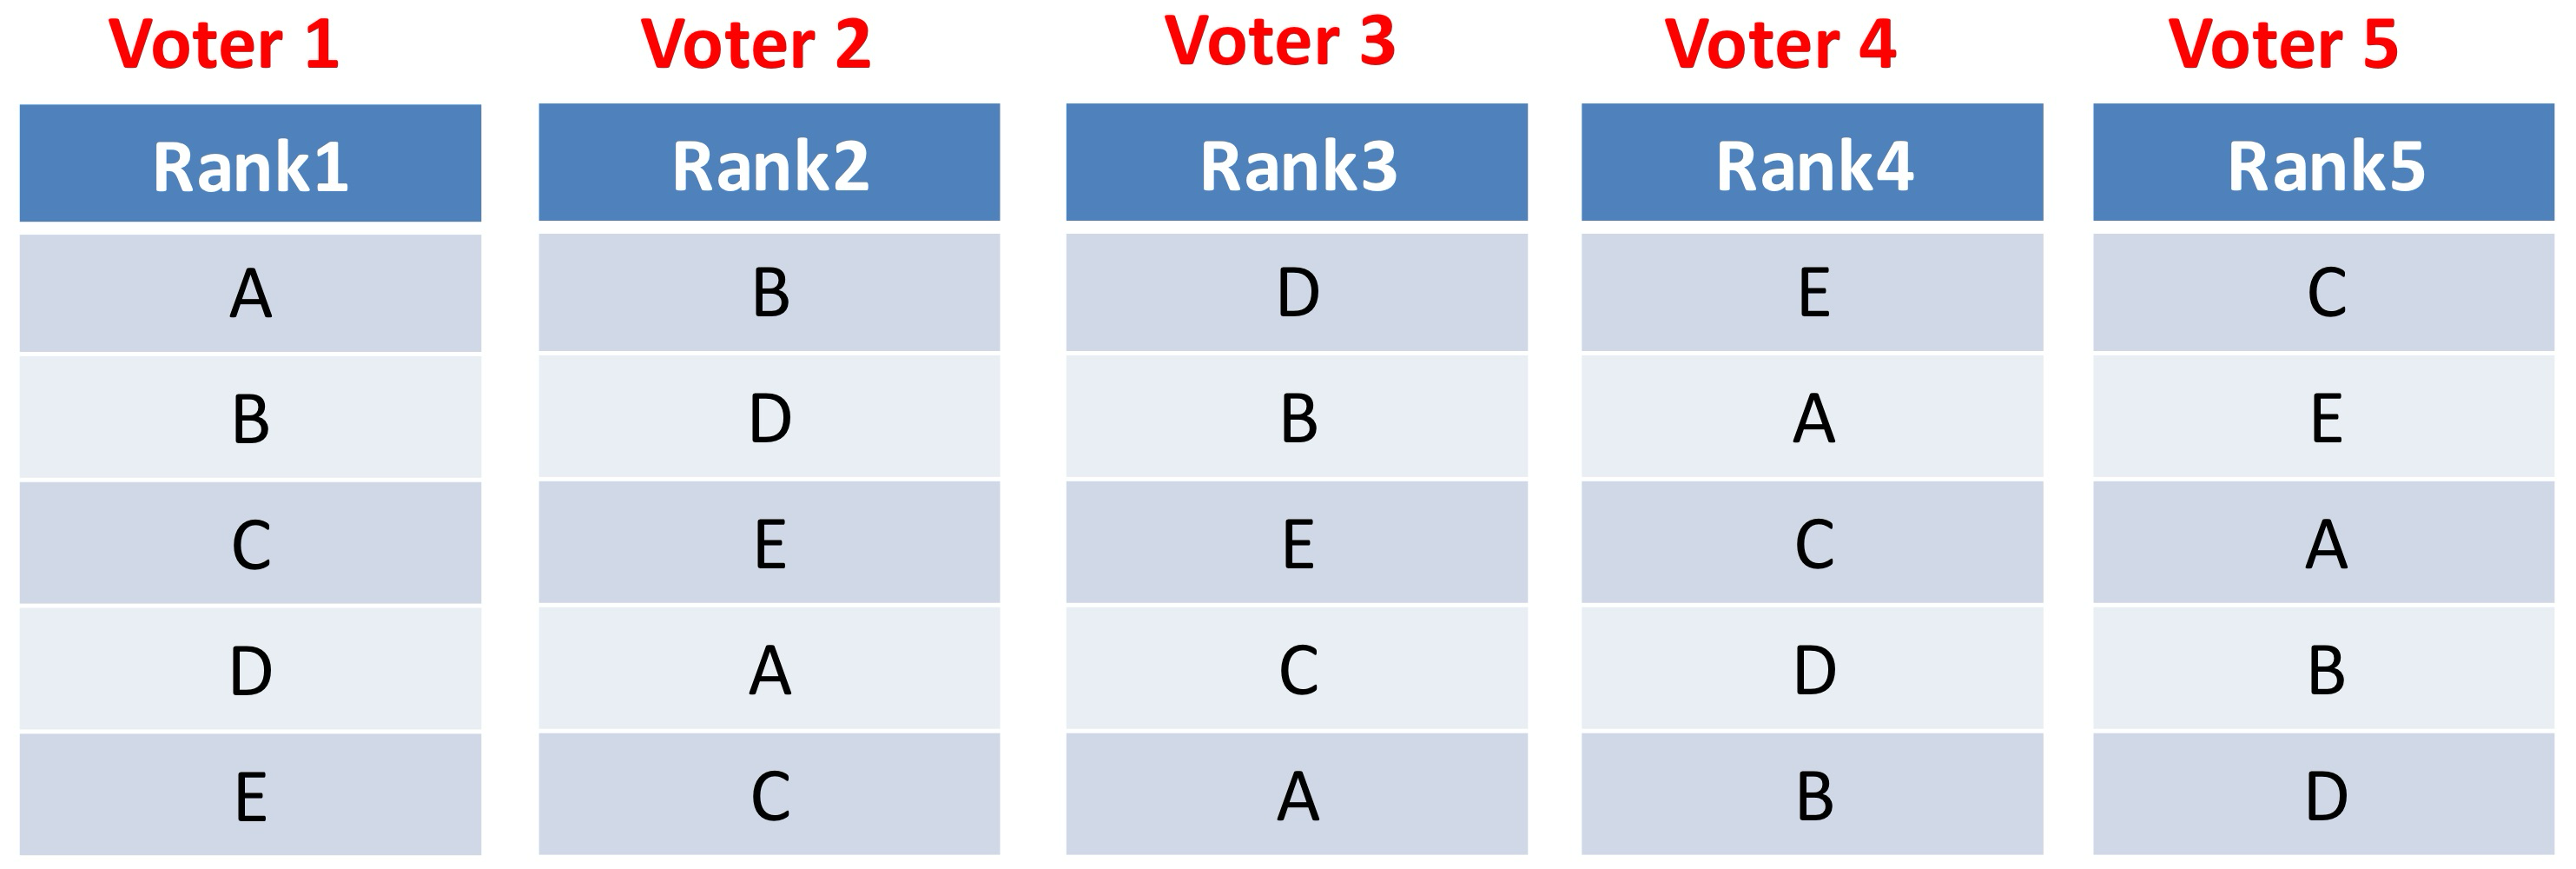 Voter 1 Voter 2 Voter 3 Voter 4 Voter 5
Rank1 Rank2 Rank3 Rank4 Rank5
A B D E C
B D B A E
C E E C A
D A C D B
E C A B D